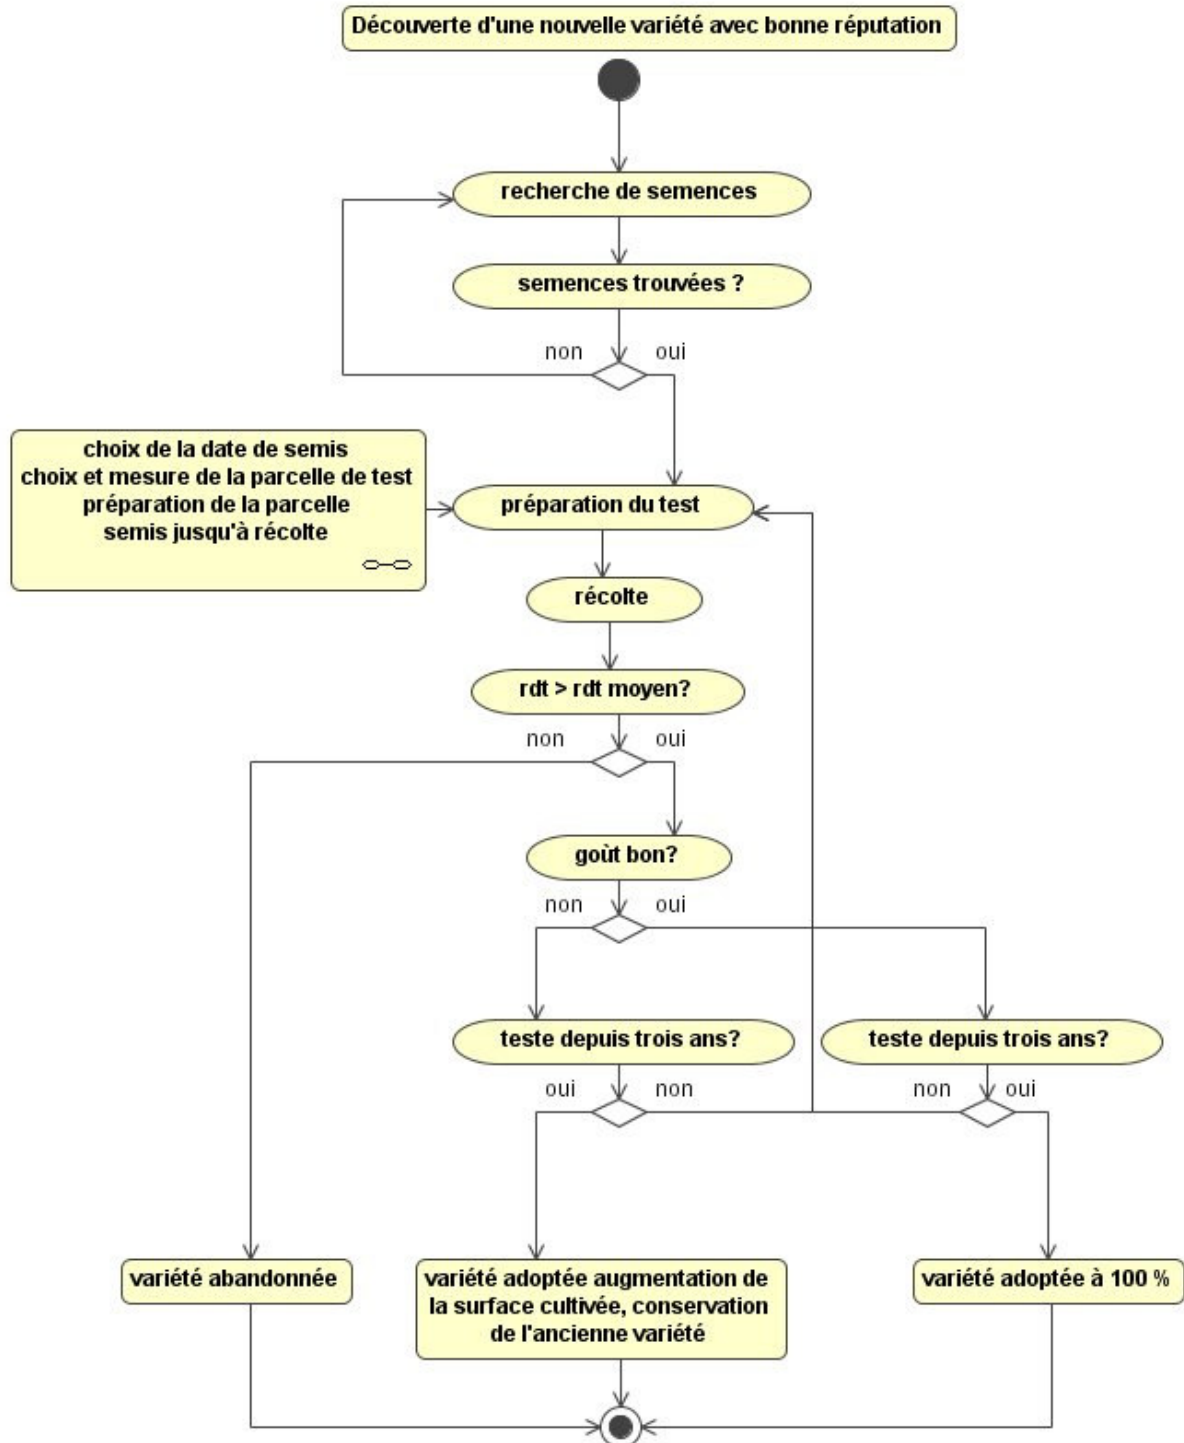 Découverte d'une nouvelle variété avec bonne réputation
recherche de semences
semences trouvées ?
non
oui
choix de la date de semis
choix et mesure de la parcelle de test
préparation de la parcelle
semis jusqu'à récolte
préparation du test
récolte
rdt > rdt moyen?
non
oui
goùt bon?
non
oui
teste depuis trois ans?
teste depuis trois ans?
oui
non
non
oui
variété abandonnée
variété adoptée augmentation de
la surface cultivée, conservation
de l'ancienne variété
variété adoptée à 100 %